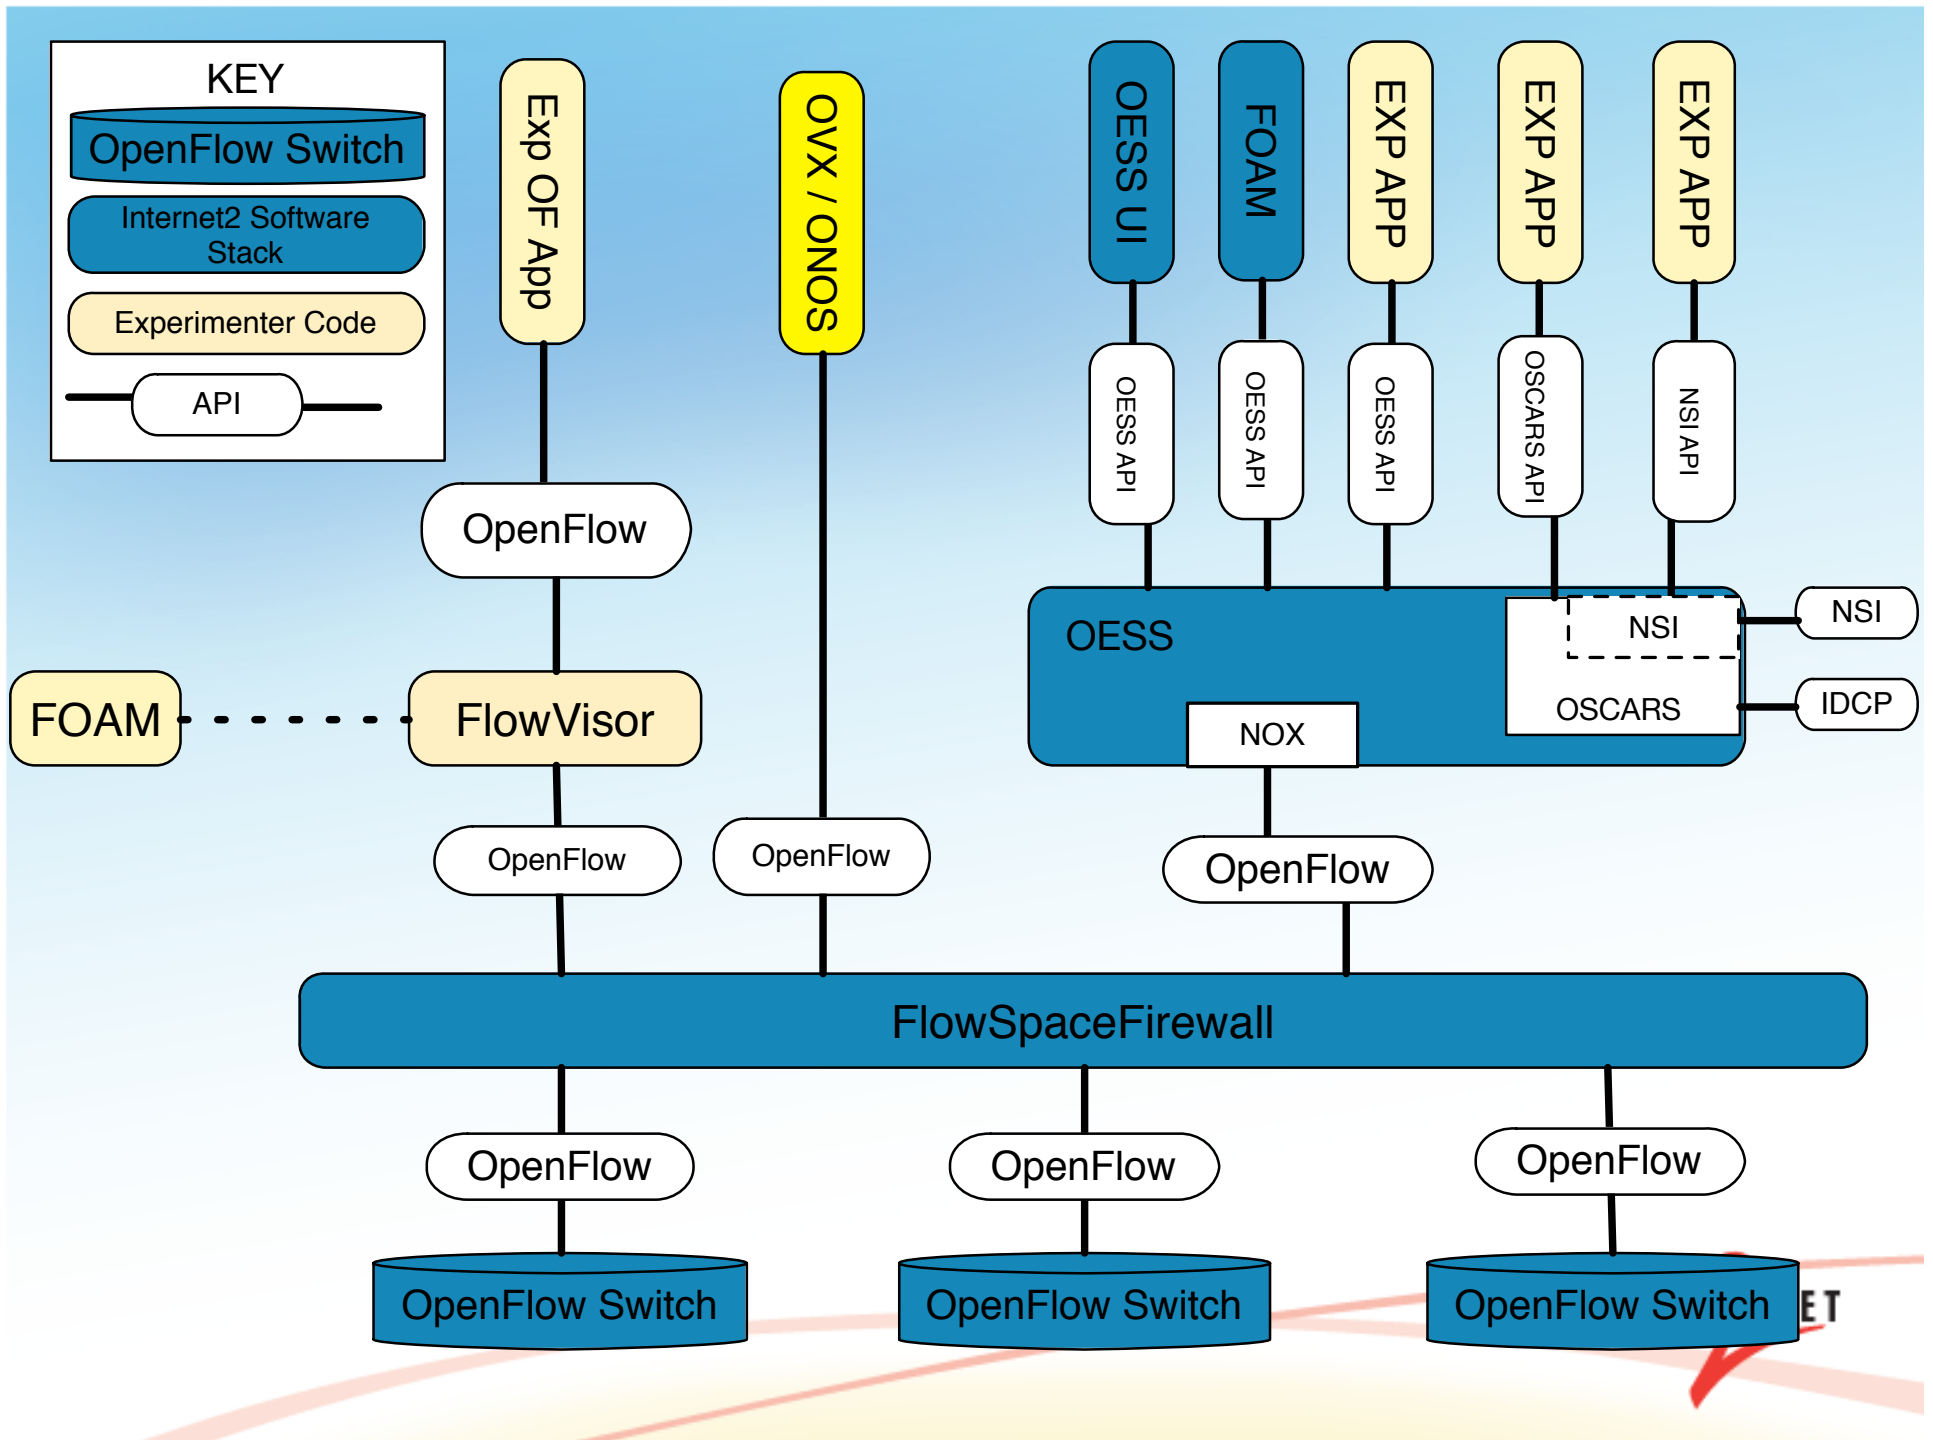 KEY
OpenFlow Switch
Internet2 Software
Stack
Experimenter Code
API
Exp OF App
OVX / ONOS
OESS UI
FOAM
EXP APP
EXP APP
EXP APP
OESS API
OESS API
OESS API
OSCARS API
NSI API
OpenFlow
OESS
NSI
NSI
OSCARS
IDCP
NOX
FOAM
FlowVisor
OpenFlow
OpenFlow
OpenFlow
FlowSpaceFirewall
OpenFlow
OpenFlow
OpenFlow
OpenFlow Switch
OpenFlow Switch
OpenFlow Switch
ET